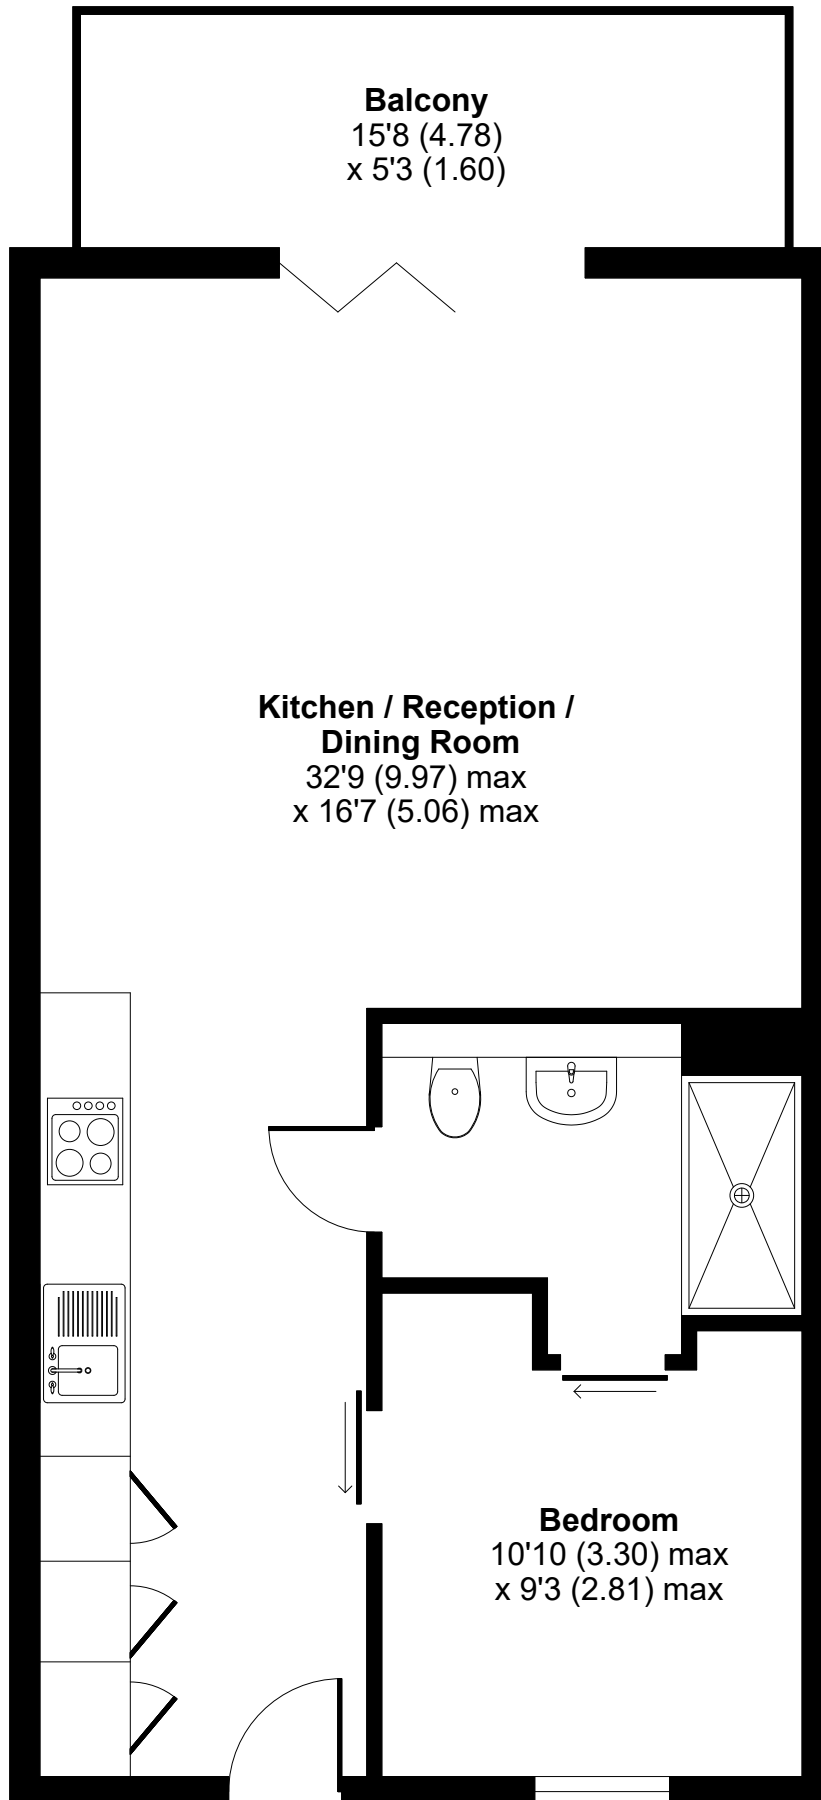 Balcony
15'8 (4.78)
x 5'3 (1.60)
Kitchen / Reception /
Dining Room
32'9 (9.97) max
x 16'7 (5.06) max
Bedroom
10'10 (3.30) max
x 9'3 (2.81) max